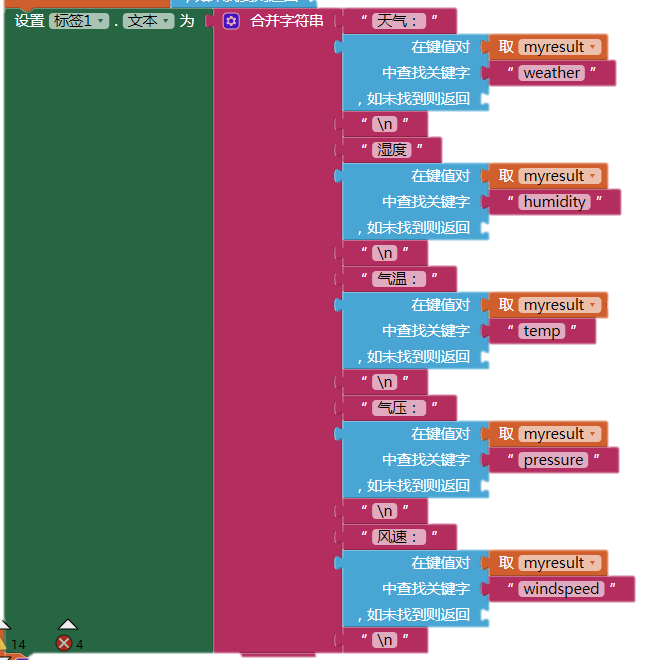 设置 标签1 . 文本 为 合并字符串 “ 天气： ”
在键值对 取 myresult
中查找关键字 “ weather ”
，如未找到则返回
“ \n ”
“ 湿度 ”
在键值对 取 myresult
中查找关键字 “ humidity ”
，如未找到则返回
“ \n ”
“ 气温： ”
在键值对 取 myresult
中查找关键字 “ temp ”
，如未找到则返回
“ \n ”
“ 气压： ”
在键值对 取 myresult
中查找关键字 “ pressure ”
，如未找到则返回
“ \n ”
“ 风速： ”
在键值对 取 myresult
中查找关键字 “ windspeed ”
，如未找到则返回
“ \n ”
14 4